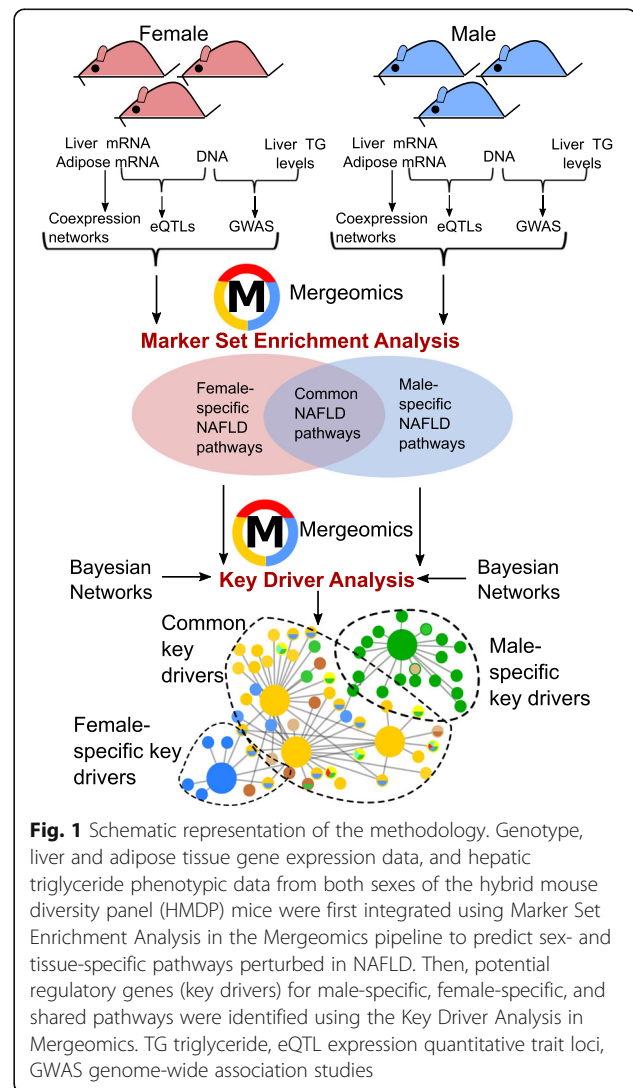 Female
Male
Liver mRNA
Adipose mRNA
DNA
Liver TG
levels
Liver mRNA
Adipose mRNA
DNA
Liver TG
levels
Coexpression
networks
eQTLs
GWAS
Coexpression
networks
eQTLs
GWAS
M
Mergeomics
Marker Set Enrichment Analysis
Female-
specific
NAFLD
pathways
Common
NAFLD
pathways
Male-
specific
NAFLD
pathways
M
Mergeomics
Bayesian
Networks
Key Driver Analysis
Bayesian
Networks
Common
key
drivers
Male-
specific
key drivers
Female-
specific key
drivers
Fig. 1 Schematic representation of the methodology. Genotype,
liver and adipose tissue gene expression data, and hepatic
triglyceride phenotypic data from both sexes of the hybrid mouse
diversity panel (HMDP) mice were first integrated using Marker Set
Enrichment Analysis in the Mergeomics pipeline to predict sex- and
tissue-specific pathways perturbed in NAFLD. Then, potential
regulatory genes (key drivers) for male-specific, female-specific, and
shared pathways were identified using the Key Driver Analysis in
Mergeomics. TG triglyceride, eQTL expression quantitative trait loci,
GWAS genome-wide association studies